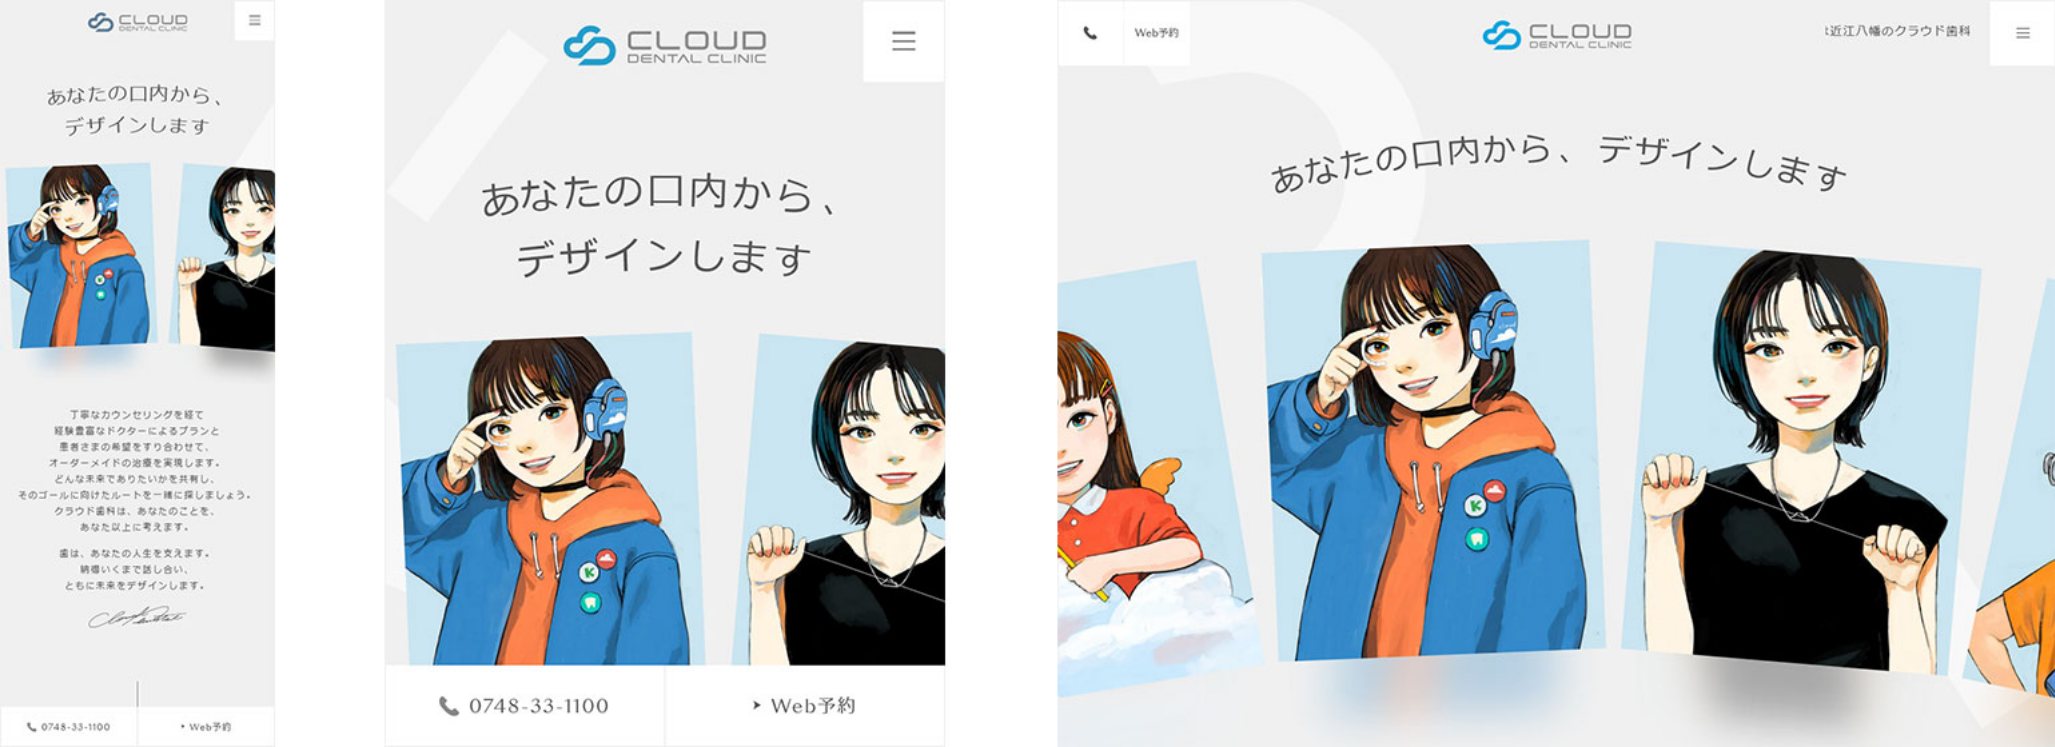 CLOUD
DENTAL CLINIC
あなたの口内から、
デザインします
丁寧なカウンセリングを経て
経験豊富なドクターによるプランと
患者さまの希望をすり合わせて、
オーダーメイドの治療を実現します。
どんな未来でありたいかを共有し、
そのゴールに向けたルートを一緒に探しましょう。
クラウド歯科は、あなたのことを、
あなた以上に考えます。
歯は、あなたの人生を支えます。
納得いくまで話し合い、
ともに未来をデザインします。
0748-33-1100
Web予約
CLOUD
DENTAL CLINIC
あなたの口内から、
デザインします
K
0748-33-1100
Web予約
Web予約
CLOUD
DENTAL CLINIC
近江八幡のクラウド歯科
あなたの口内から、デザインします
K